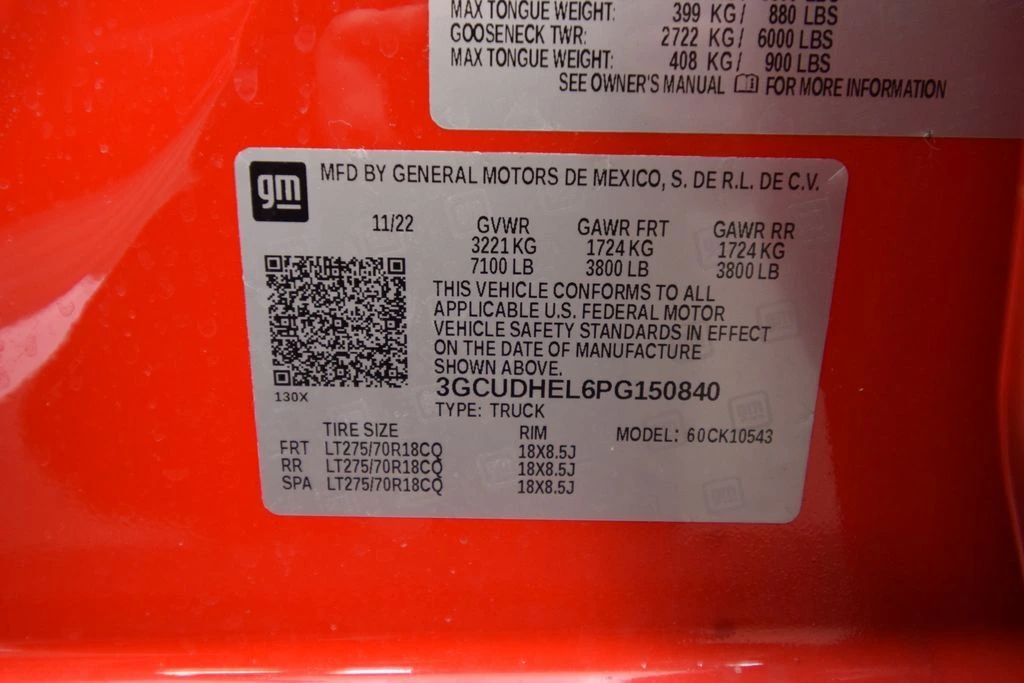 MAX TONGUE WEIGHT: 399 KG/ 880 LBS
GOOSENECK TWR: 2722 KG/ 6000 LBS
MAX TONGUE WEIGHT: 408 KG/ 900 LBS
SEE OWNER'S MANUAL FOR MORE INFORMATION
gm MFD BY GENERAL MOTORS DE MEXICO, S. DE R.L. DE C.V.
11/22 GVWR GAWR FRT GAWR RR
3221 KG 1724 KG 1724 KG
7100 LB 3800 LB 3800 LB
THIS VEHICLE CONFORMS TO ALL
APPLICABLE U.S. FEDERAL MOTOR
VEHICLE SAFETY STANDARDS IN EFFECT
ON THE DATE OF MANUFACTURE
SHOWN ABOVE.
130X
3GCUDHEL6PG150840
TYPE: TRUCK
TIRE SIZE RIM MODEL: 60CK10543
FRT LT275/70R18CQ 18X8.5J
RR LT275/70R18CQ 18X8.5J
SPA LT275/70R18CQ 18X8.5J